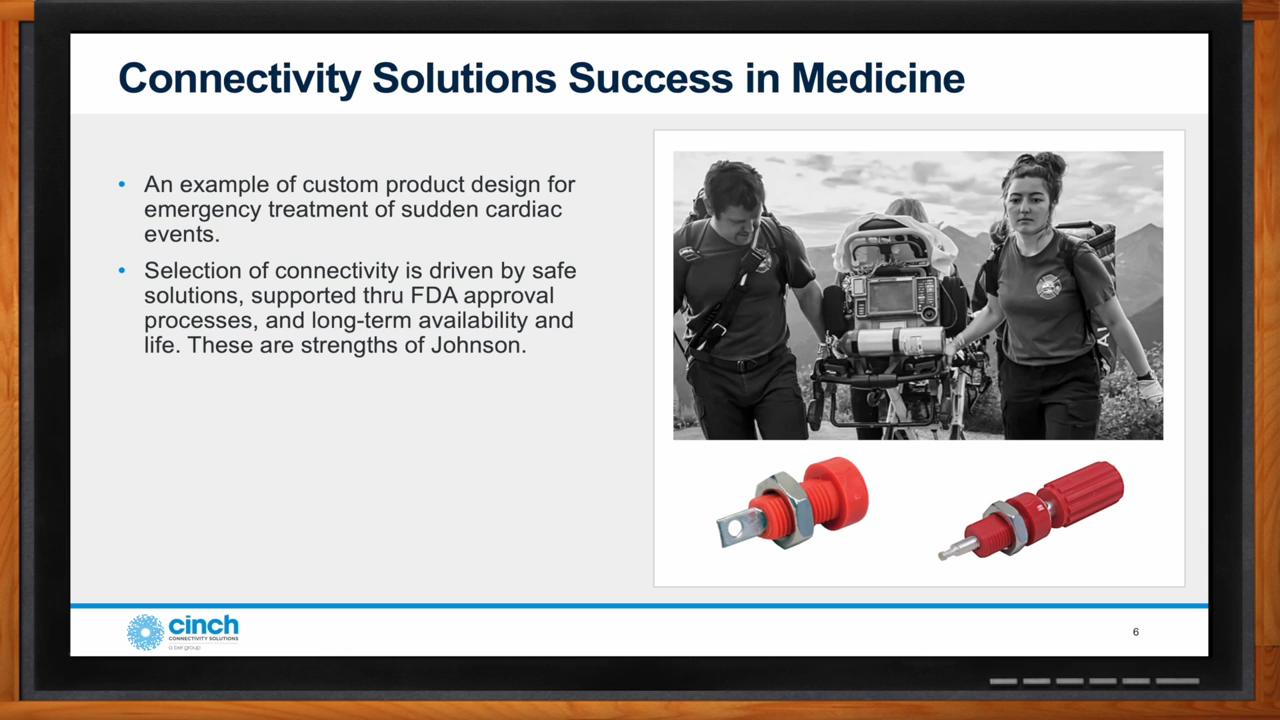 Connectivity Solutions Success in Medicine
• An example of custom product design for
emergency treatment of sudden cardiac
events.
• Selection of connectivity is driven by safe
solutions, supported thru FDA approval
processes, and long-term availability and
life. These are strengths of Johnson.
cinch
CONNECTIVITY SOLUTIONS
a bel group
6